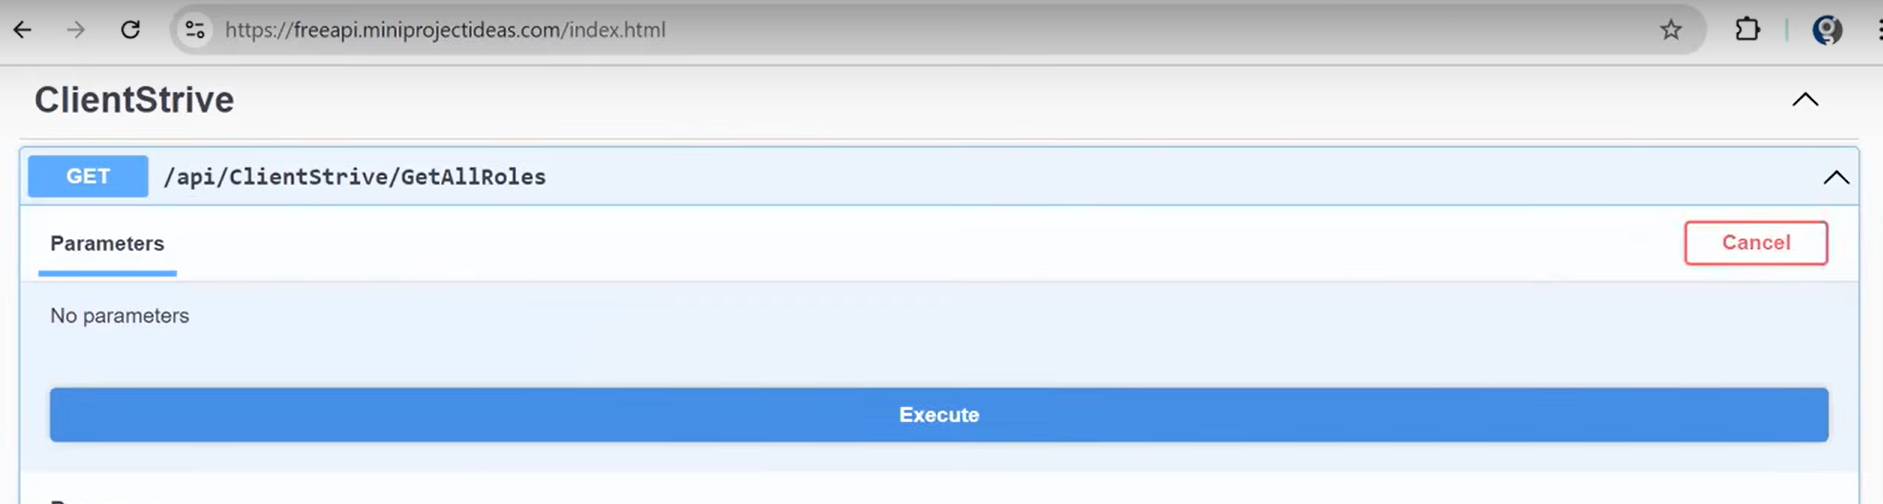 https://freeapi.miniprojectideas.com/index.html
ClientStrive
GET /api/ClientStrive/GetAllRoles
Parameters Cancel
No parameters
Execute